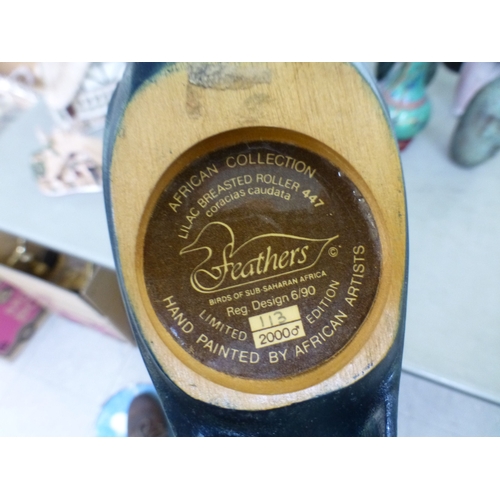 AFRICAN COLLECTION
LILAC BREASTED ROLLER 447
coracias caudata
Feathers ©
BIRDS OF SUB-SAHARAN AFRICA
Reg. Design 6/90
LIMITED EDITION
113
2000♂
HAND PAINTED BY AFRICAN ARTISTS